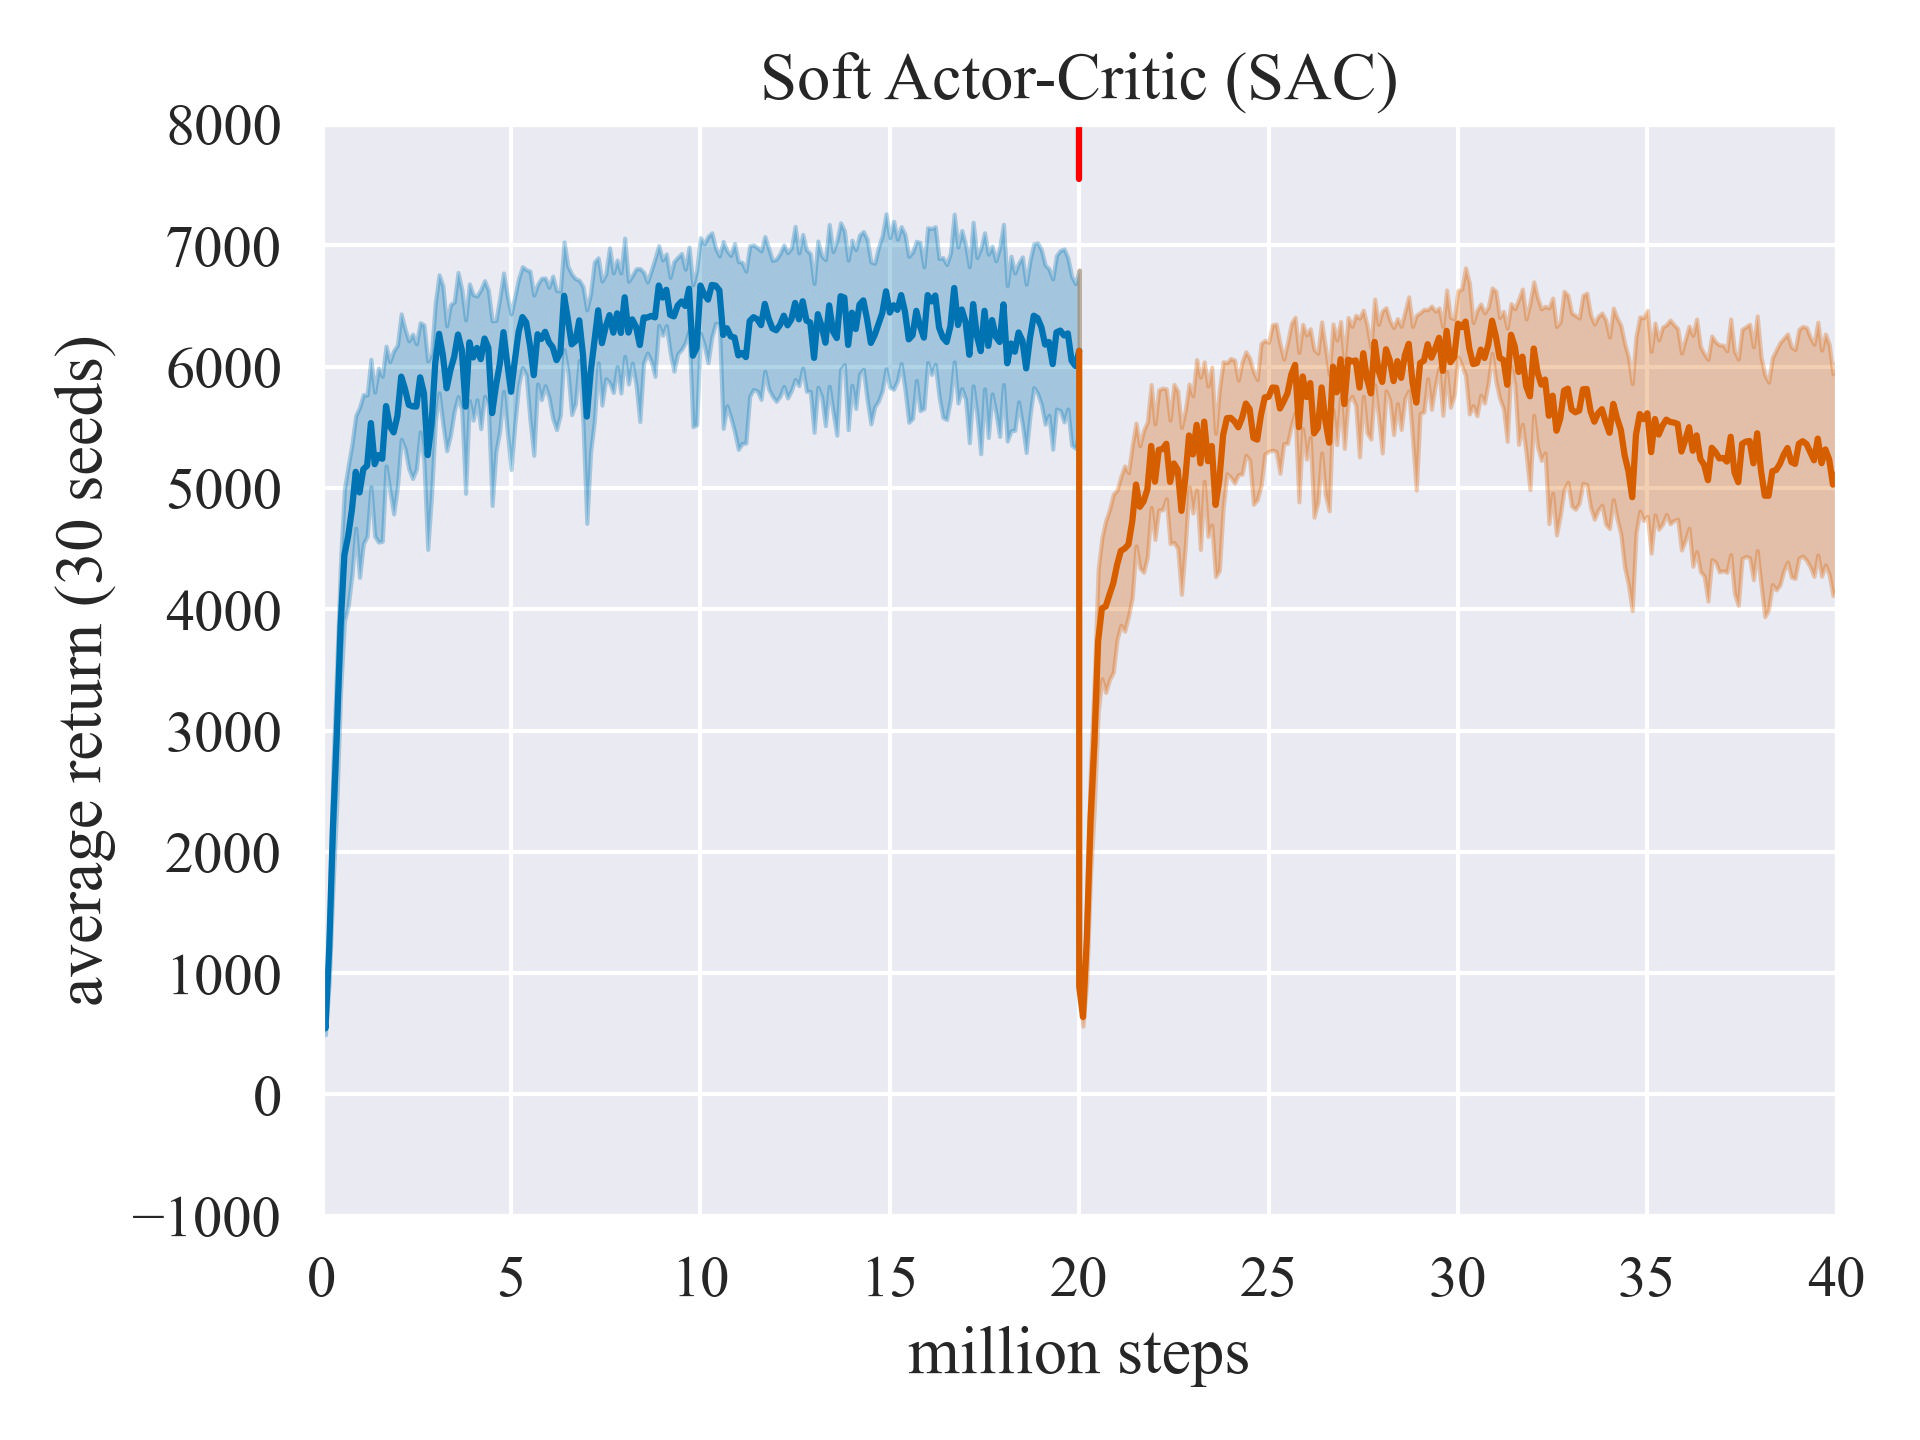 Soft Actor-Critic (SAC)
8000
7000
6000
5000
4000
3000
2000
1000
0
−1000
average return (30 seeds)
0 5 10 15 20 25 30 35 40
million steps